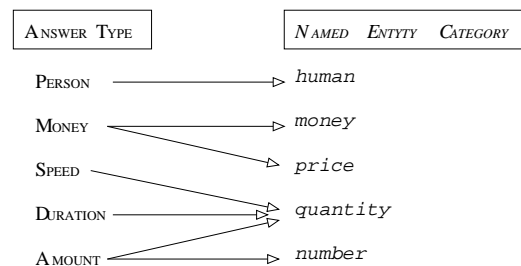 ANSWER TYPE NAMED ENTYTY CATEGORY
PERSON human
MONEY money
price
SPEED
DURATION quantity
AMOUNT number